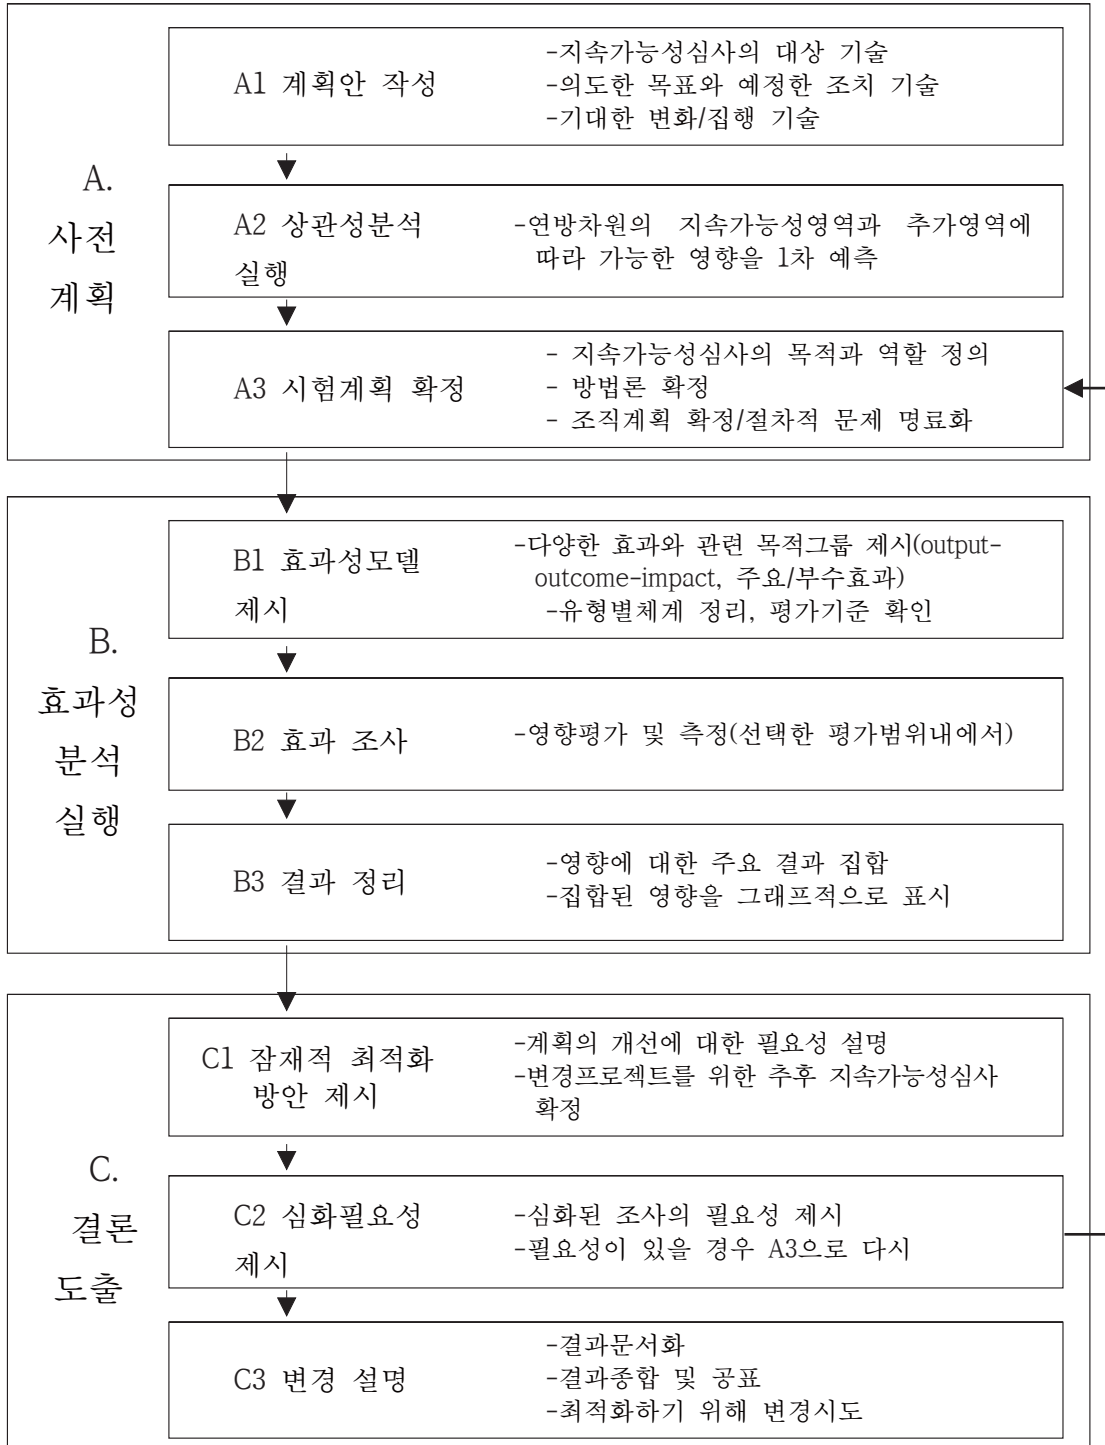 A.
사전
계획
A1 계획안 작성
-지속가능성심사의 대상 기술
-의도한 목표와 예정한 조치 기술
-기대한 변화/집행 기술
A2 상관성분석
실행
-연방차원의 지속가능성영역과 추가영역에
따라 가능한 영향을 1차 예측
A3 시험계획 확정
- 지속가능성심사의 목적과 역할 정의
- 방법론 확정
- 조직계획 확정/절차적 문제 명료화
B.
효과성
분석
실행
B1 효과성모델
제시
-다양한 효과와 관련 목적그룹 제시(output-
outcome-impact, 주요/부수효과)
-유형별체계 정리, 평가기준 확인
B2 효과 조사
-영향평가 및 측정(선택한 평가범위내에서)
B3 결과 정리
-영향에 대한 주요 결과 집합
-집합된 영향을 그래프적으로 표시
C.
결론
도출
C1 잠재적 최적화
방안 제시
-계획의 개선에 대한 필요성 설명
-변경프로젝트를 위한 추후 지속가능성심사
확정
C2 심화필요성
제시
-심화된 조사의 필요성 제시
-필요성이 있을 경우 A3으로 다시
C3 변경 설명
-결과문서화
-결과종합 및 공표
-최적화하기 위해 변경시도